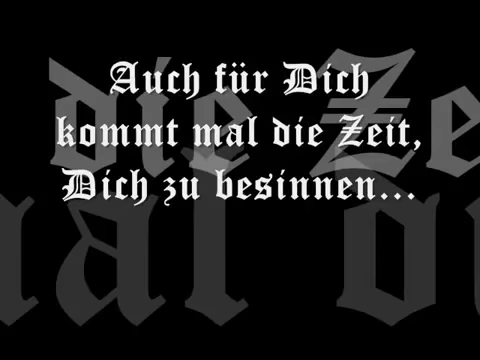 Auch für Dich
kommt mal die Zeit,
Dich zu besinnen...